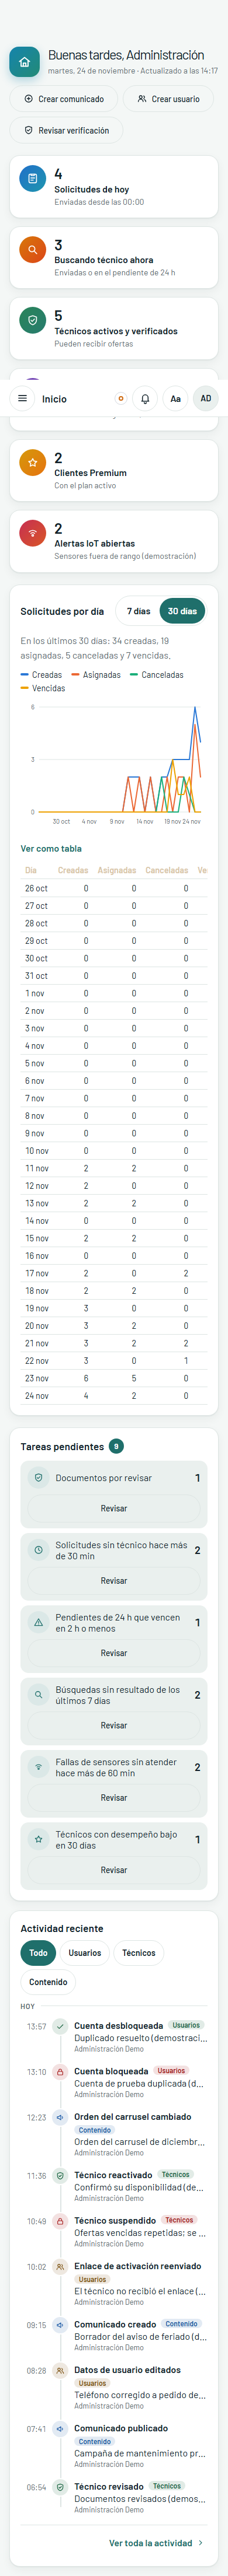 Buenas tardes, Administración
martes, 24 de noviembre · Actualizado a las 14:17
Crear comunicado
Crear usuario
Revisar verificación
4
Solicitudes de hoy
Enviadas desde las 00:00
3
Buscando técnico ahora
Enviadas o en el pendiente de 24 h
5
Técnicos activos y verificados
Pueden recibir ofertas
Inicio
Aa
AD
2
Clientes Premium
Con el plan activo
2
Alertas IoT abiertas
Sensores fuera de rango (demostración)
Solicitudes por día
7 días
30 días
En los últimos 30 días: 34 creadas, 19
asignadas, 5 canceladas y 7 vencidas.
Creadas
Asignadas
Canceladas
Vencidas
6
3
0
30 oct 4 nov 9 nov 14 nov 19 nov 24 nov
Ver como tabla
Día Creadas Asignadas Canceladas Ve
26 oct 0 0 0
27 oct 0 0 0
28 oct 0 0 0
29 oct 0 0 0
30 oct 0 0 0
31 oct 0 0 0
1 nov 0 0 0
2 nov 0 0 0
3 nov 0 0 0
4 nov 0 0 0
5 nov 0 0 0
6 nov 0 0 0
7 nov 0 0 0
8 nov 0 0 0
9 nov 0 0 0
10 nov 0 0 0
11 nov 2 2 0
12 nov 2 0 0
13 nov 2 2 0
14 nov 0 0 0
15 nov 2 2 0
16 nov 0 0 0
17 nov 2 0 2
18 nov 2 2 0
19 nov 3 0 0
20 nov 3 2 0
21 nov 3 2 2
22 nov 3 0 1
23 nov 6 5 0
24 nov 4 2 0
Tareas pendientes 9
Documentos por revisar 1
Revisar
Solicitudes sin técnico hace más
de 30 min
2
Revisar
Pendientes de 24 h que vencen
en 2 h o menos
1
Revisar
Búsquedas sin resultado de los
últimos 7 días
2
Revisar
Fallas de sensores sin atender
hace más de 60 min
2
Revisar
Técnicos con desempeño bajo
en 30 días
1
Revisar
Actividad reciente
Todo
Usuarios
Técnicos
Contenido
HOY
13:57 Cuenta desbloqueada Usuarios
Duplicado resuelto (demostraci...
Administración Demo
13:10 Cuenta bloqueada Usuarios
Cuenta de prueba duplicada (d...
Administración Demo
12:23 Orden del carrusel cambiado
Contenido
Orden del carrusel de diciembr...
Administración Demo
11:36 Técnico reactivado Técnicos
Confirmó su disponibilidad (de...
Administración Demo
10:49 Técnico suspendido Técnicos
Ofertas vencidas repetidas; se ...
Administración Demo
10:02 Enlace de activación reenviado
Usuarios
El técnico no recibió el enlace (...
Administración Demo
09:15 Comunicado creado Contenido
Borrador del aviso de feriado (d...
Administración Demo
08:28 Datos de usuario editados
Usuarios
Teléfono corregido a pedido de...
Administración Demo
07:41 Comunicado publicado
Contenido
Campaña de mantenimiento pr...
Administración Demo
06:54 Técnico revisado Técnicos
Documentos revisados (demos...
Administración Demo
Ver toda la actividad